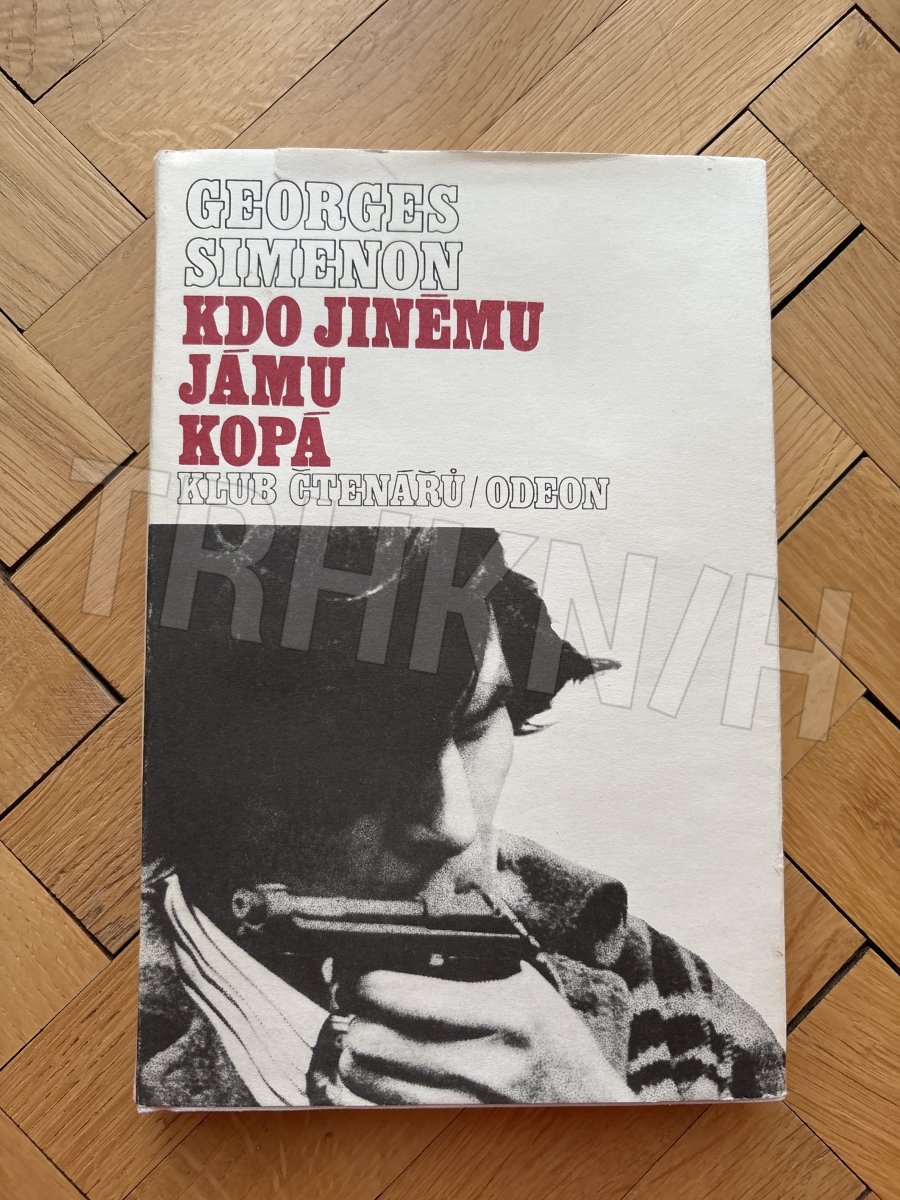 GEORGES
SIMENON
KDO JINÉMU
JÁMU
KOPÁ
KLUB ČTENÁŘŮ / ODEON
TRHKNIH